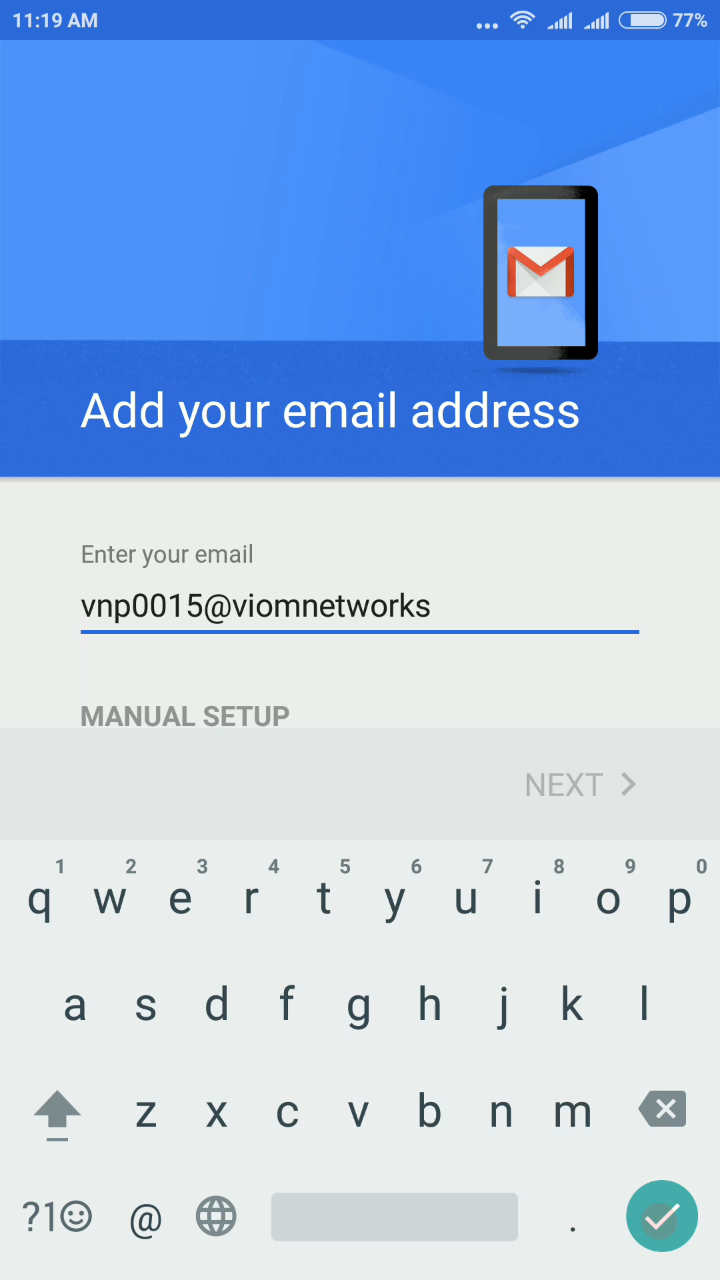 11:19 AM
77%
Add your email address
Enter your email
vnp0015@viomnetworks
MANUAL SETUP
NEXT
1 2 3 4 5 6 7 8 9 0
q w e r t y u i o p
a s d f g h j k l
z x c v b n m
?1 @ .